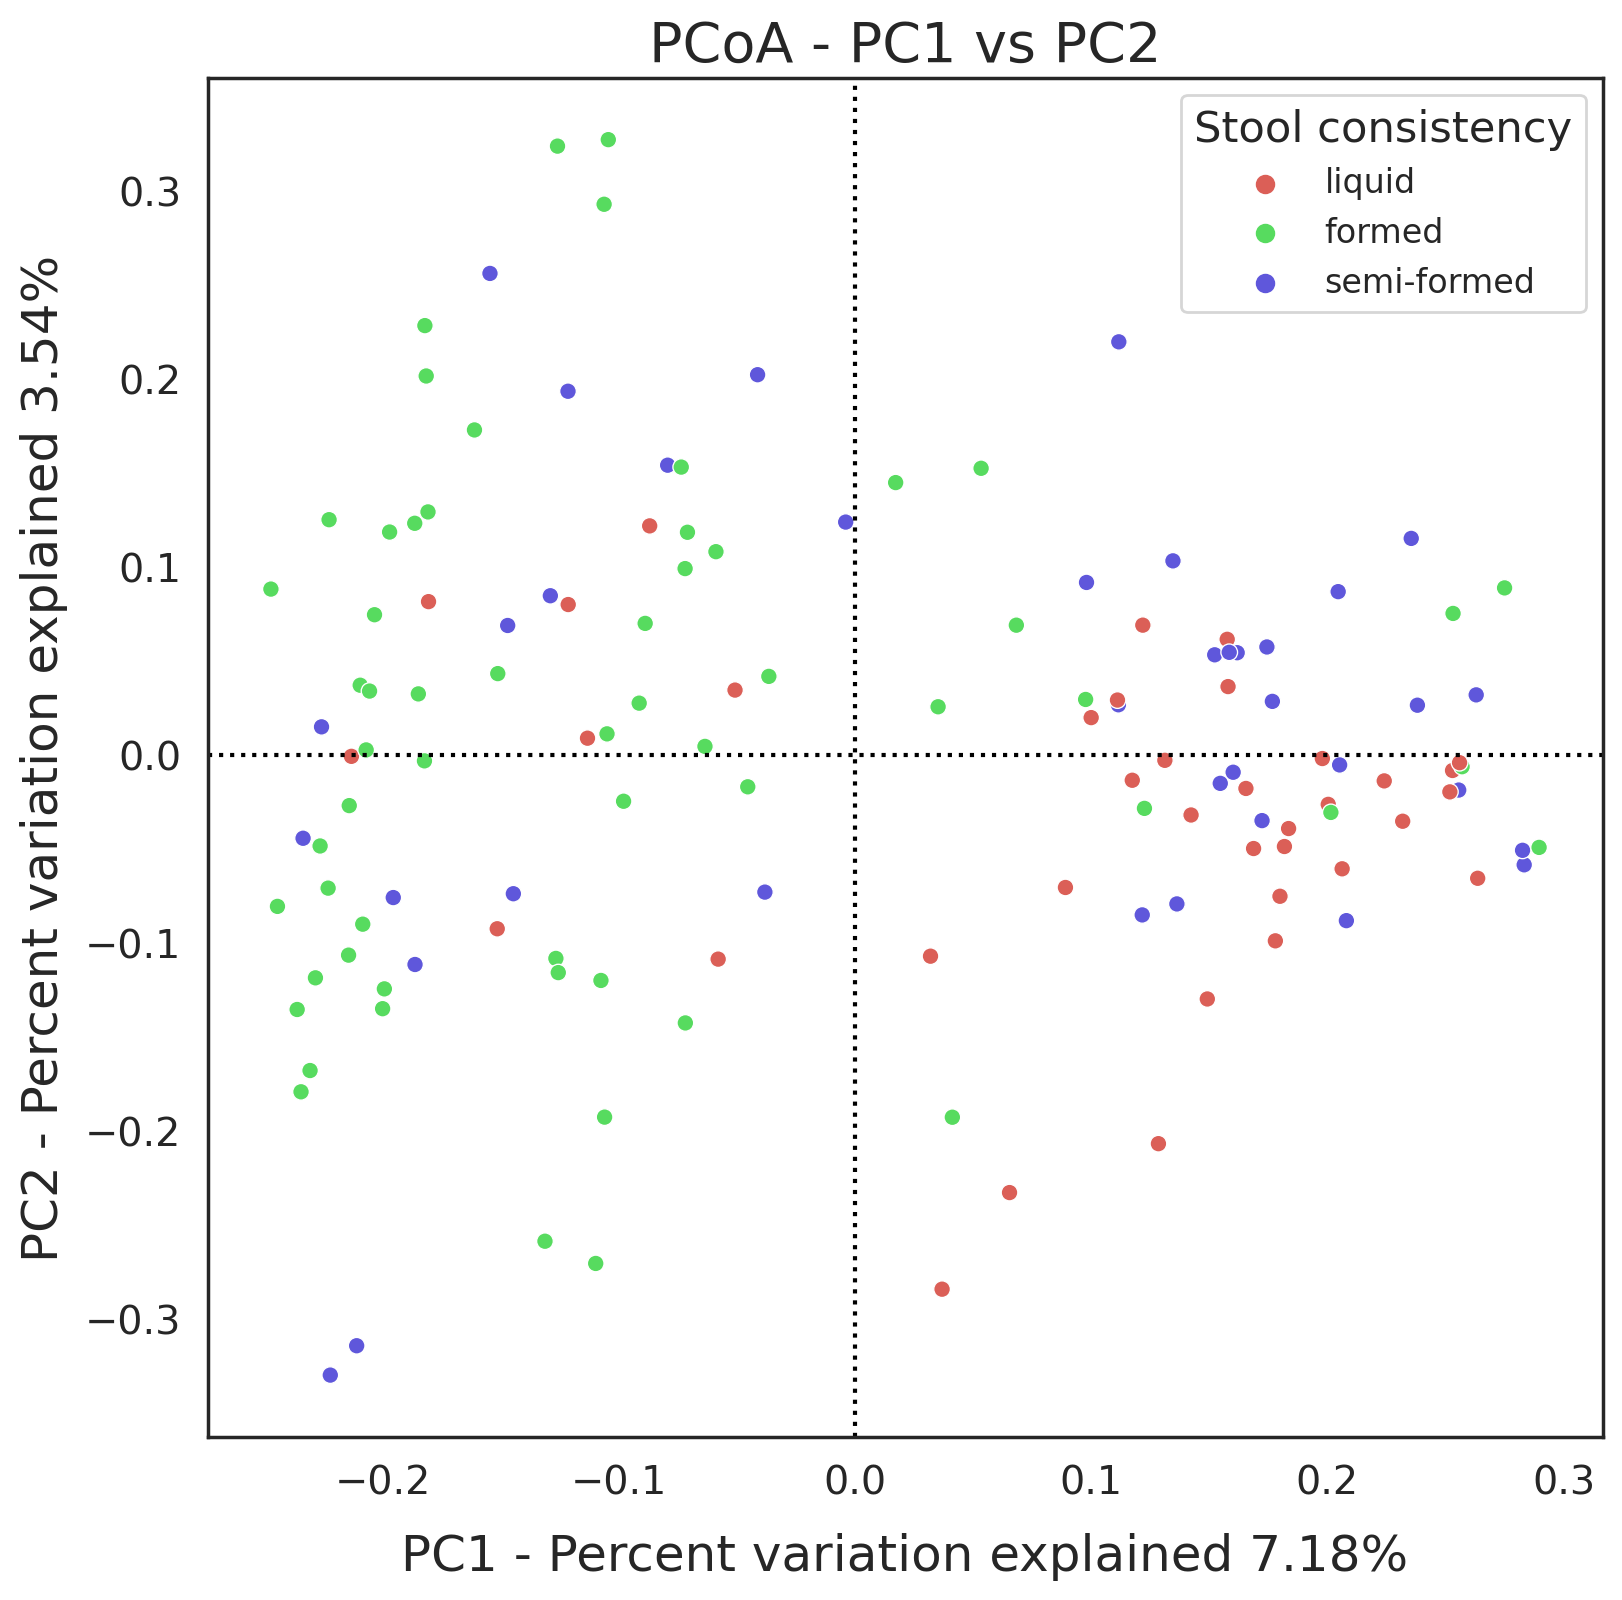 PCoA - PC1 vs PC2
Stool consistency
liquid
formed
semi-formed
PC2 - Percent variation explained 3.54%
0.3
0.2
0.1
0.0
−0.1
−0.2
−0.3
−0.2 −0.1 0.0 0.1 0.2 0.3
PC1 - Percent variation explained 7.18%